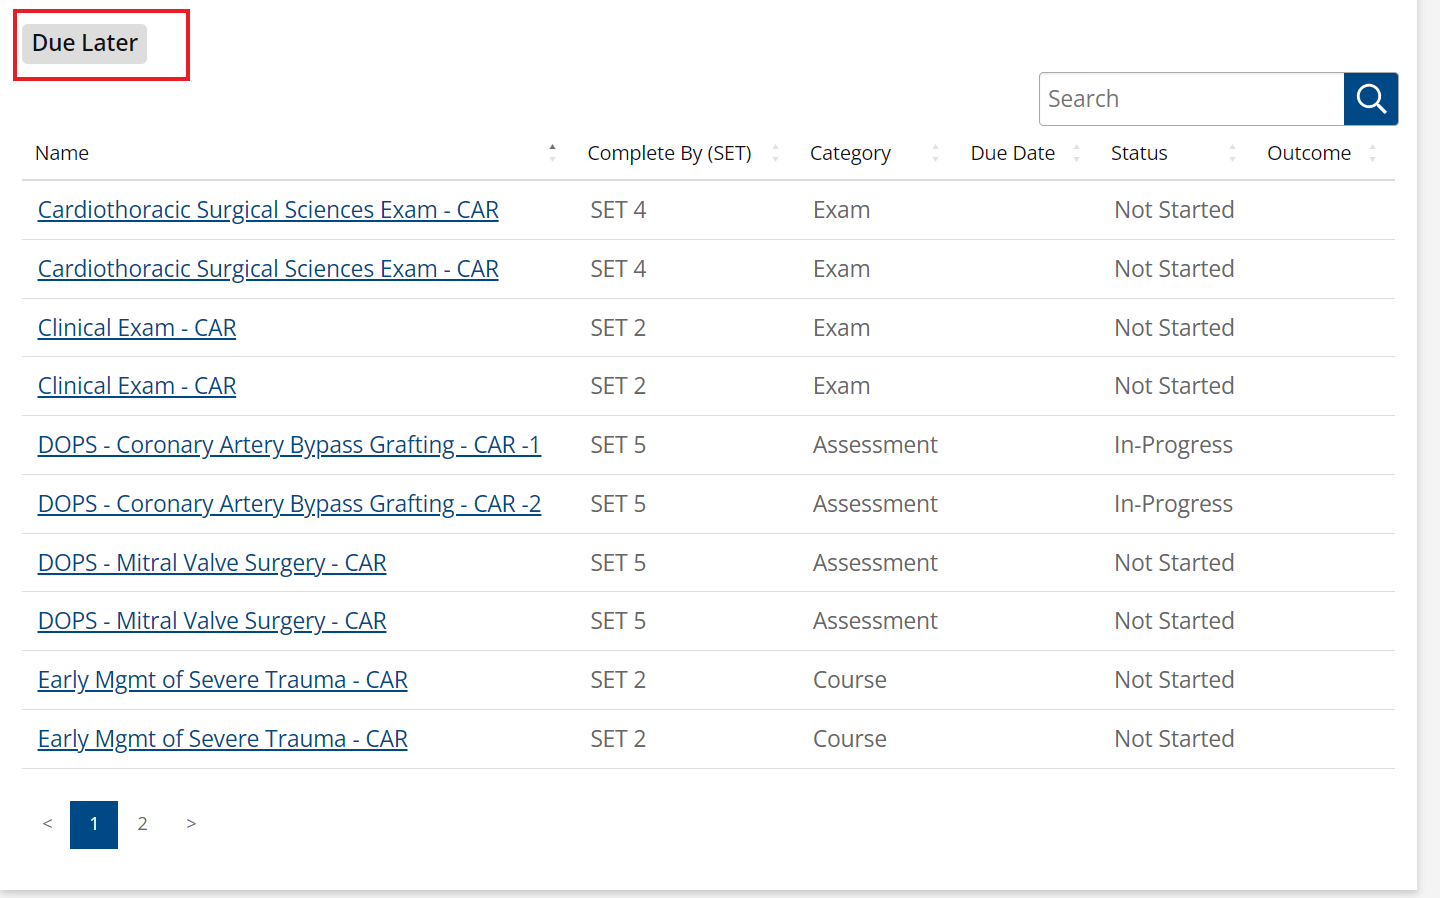 Due Later
Search
Name Complete By (SET) Category Due Date Status Outcome
Cardiothoracic Surgical Sciences Exam - CAR SET 4 Exam Not Started
Cardiothoracic Surgical Sciences Exam - CAR SET 4 Exam Not Started
Clinical Exam - CAR SET 2 Exam Not Started
Clinical Exam - CAR SET 2 Exam Not Started
DOPS - Coronary Artery Bypass Grafting - CAR -1 SET 5 Assessment In-Progress
DOPS - Coronary Artery Bypass Grafting - CAR -2 SET 5 Assessment In-Progress
DOPS - Mitral Valve Surgery - CAR SET 5 Assessment Not Started
DOPS - Mitral Valve Surgery - CAR SET 5 Assessment Not Started
Early Mgmt of Severe Trauma - CAR SET 2 Course Not Started
Early Mgmt of Severe Trauma - CAR SET 2 Course Not Started
< 1 2 >